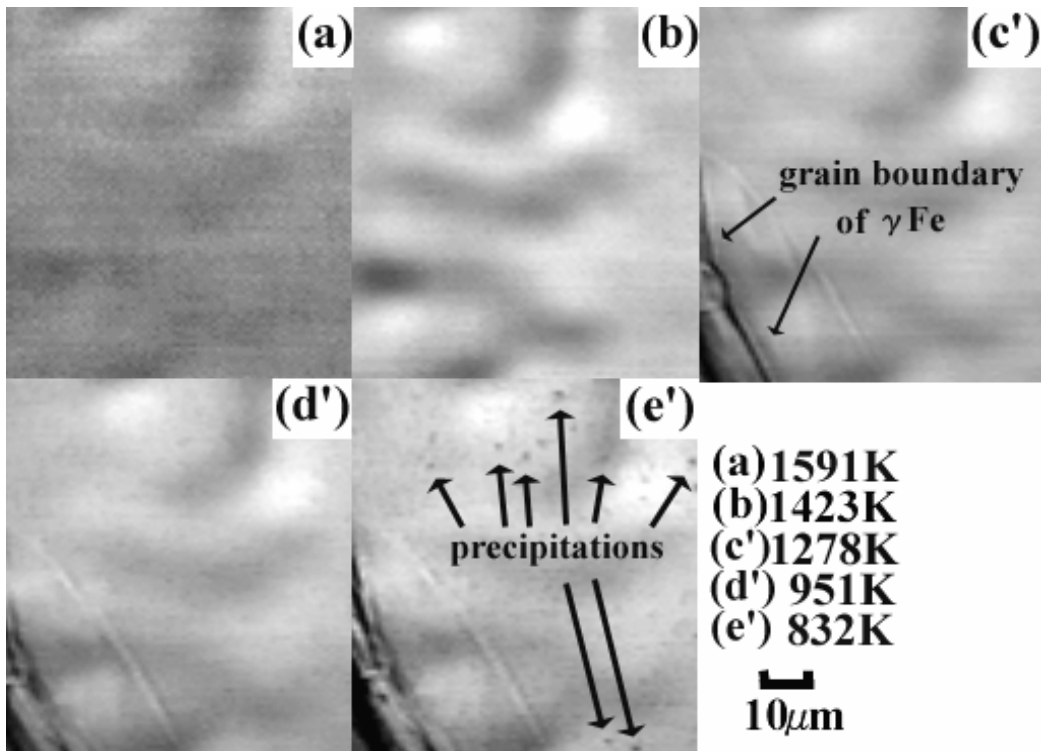 (a)
(b)
(c')
grain boundary
of γFe
(d')
(e')
precipitations
(a) 1591K
(b) 1423K
(c') 1278K
(d') 951K
(e') 832K
10μm